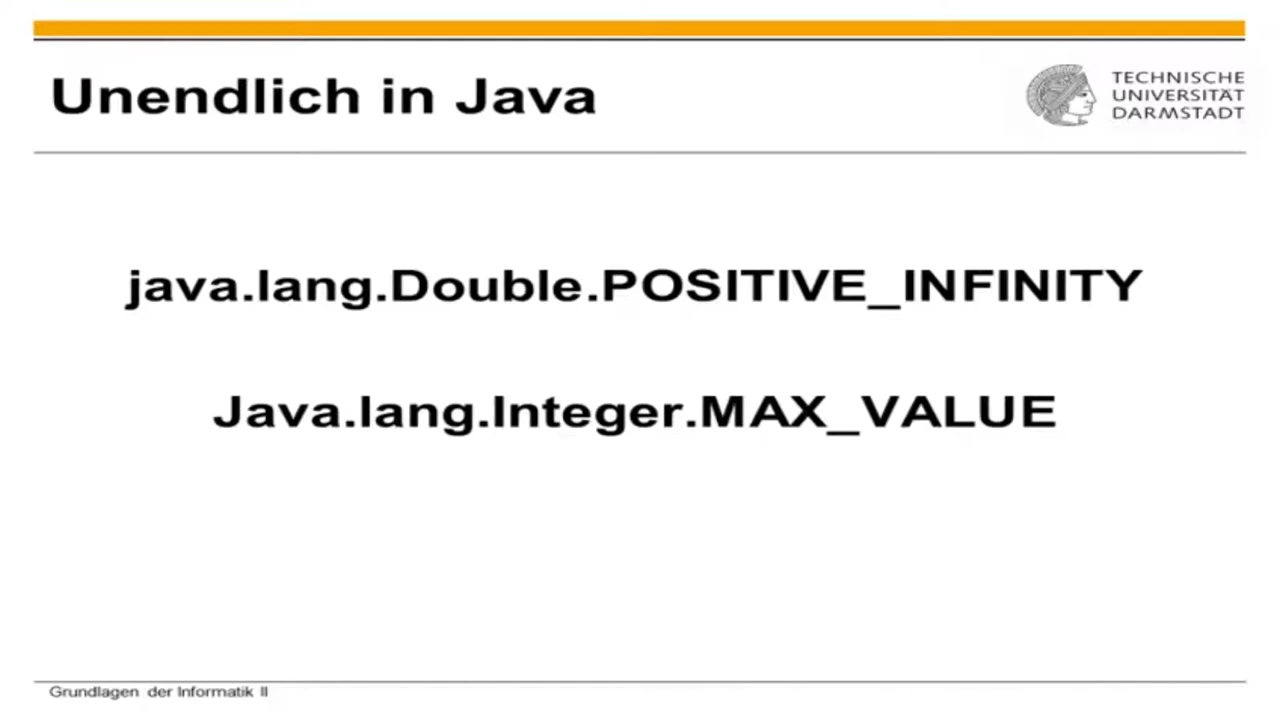 Unendlich in Java
TECHNISCHE
UNIVERSITÄT
DARMSTADT
java.lang.Double.POSITIVE_INFINITY
Java.lang.Integer.MAX_VALUE
Grundlagen der Informatik II